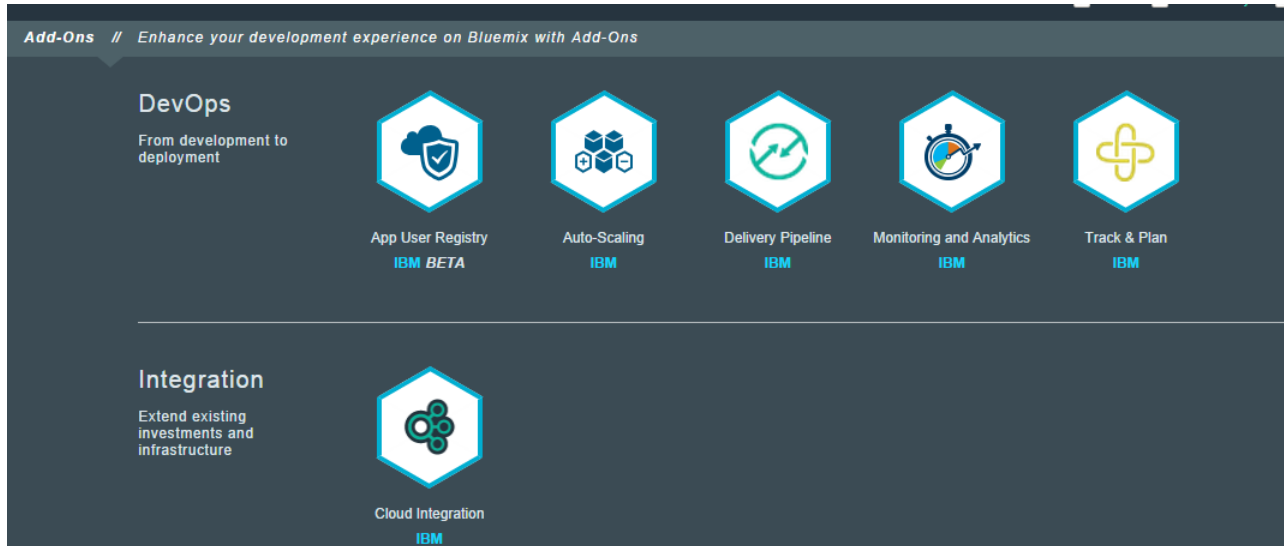 Add-Ons // Enhance your development experience on Bluemix with Add-Ons
DevOps
From development to
deployment
App User Registry
IBM BETA
Auto-Scaling
IBM
Delivery Pipeline
IBM
Monitoring and Analytics
IBM
Track & Plan
IBM
Integration
Extend existing
investments and
infrastructure
Cloud Integration
IBM